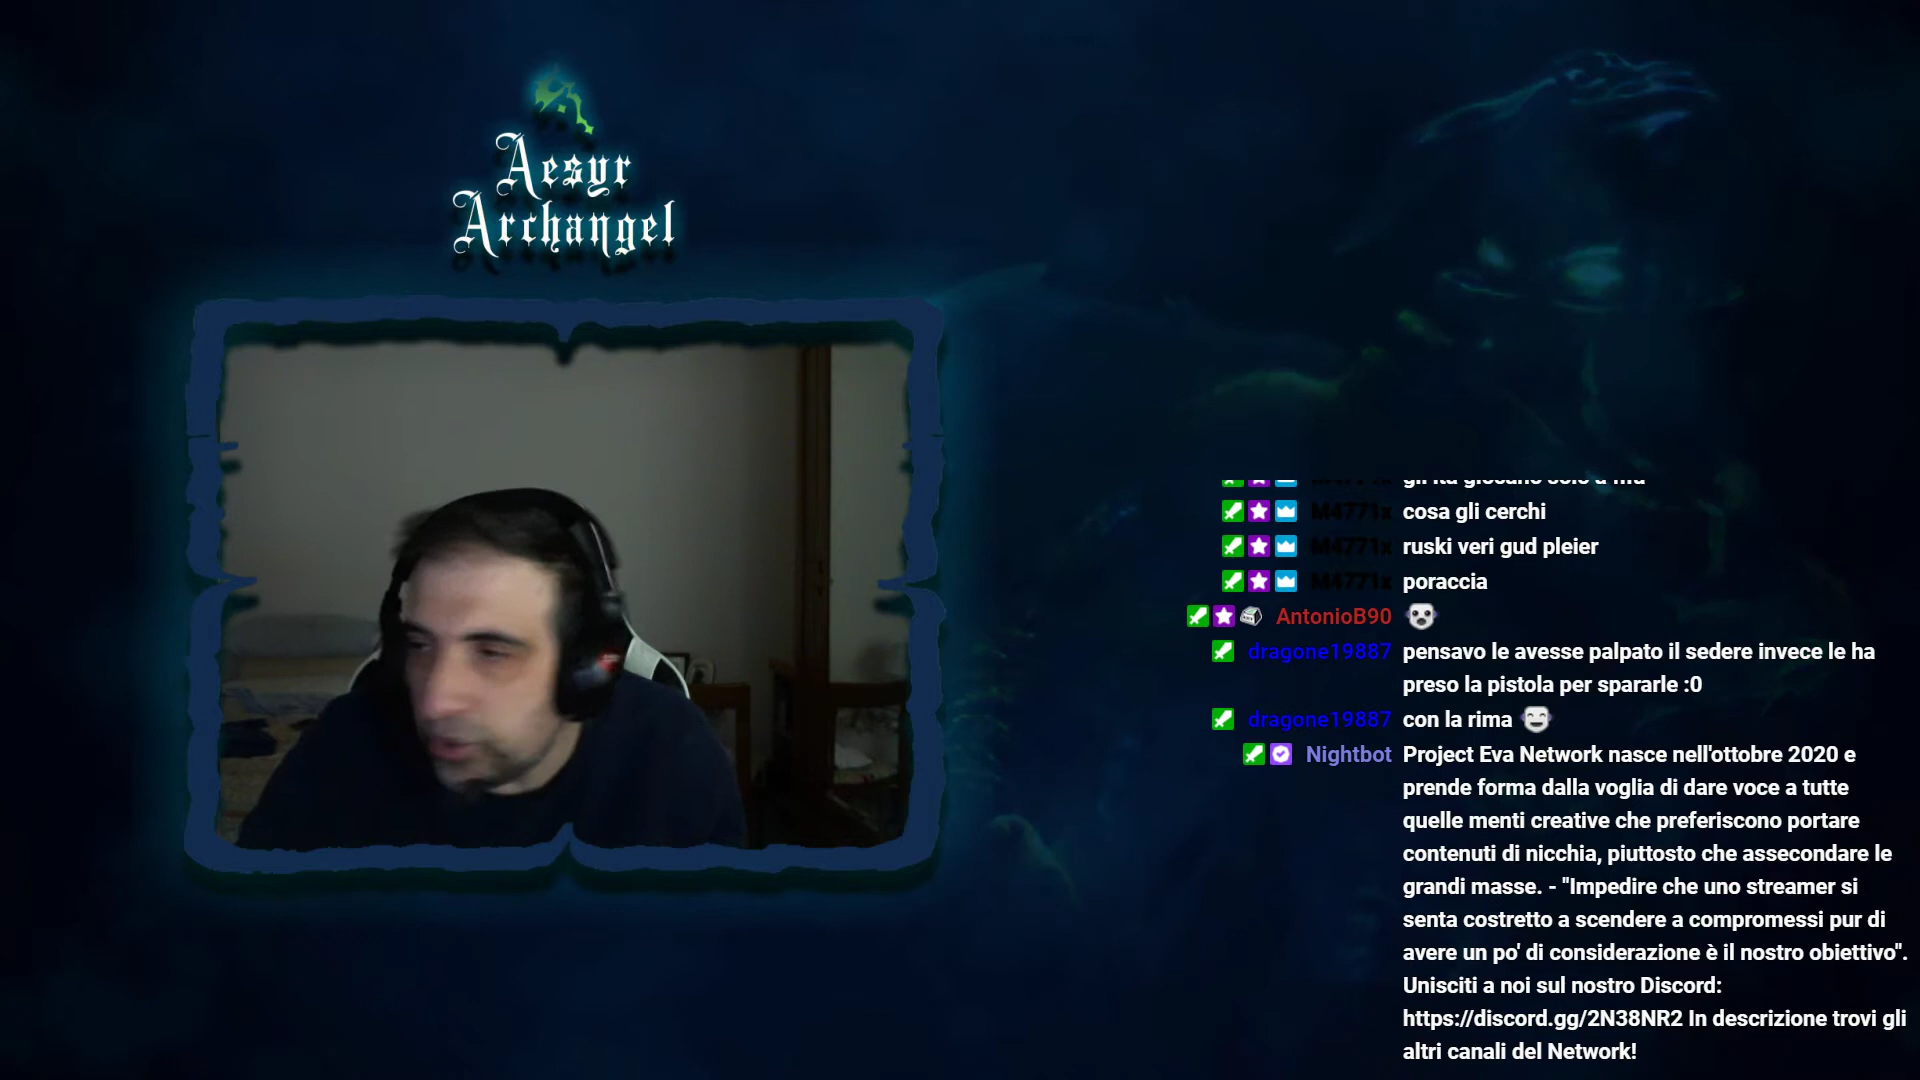 Aesyr
Archangel
M4771x cosa gli cerchi
M4771x ruski veri gud pleier
M4771x poraccia
AntonioB90
dragone19887 pensavo le avesse palpato il sedere invece le ha
preso la pistola per spararle :0
dragone19887 con la rima
Nightbot Project Eva Network nasce nell'ottobre 2020 e
prende forma dalla voglia di dare voce a tutte
quelle menti creative che preferiscono portare
contenuti di nicchia, piuttosto che assecondare le
grandi masse. - "Impedire che uno streamer si
senta costretto a scendere a compromessi pur di
avere un po' di considerazione è il nostro obiettivo".
Unisciti a noi sul nostro Discord:
https://discord.gg/2N38NR2 In descrizione trovi gli
altri canali del Network!